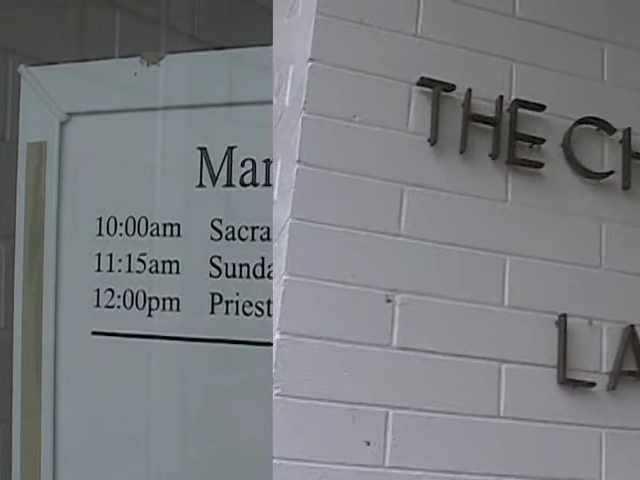 Mar
10:00am Sacra
11:15am Sunda
12:00pm Priest
THE CH
LA